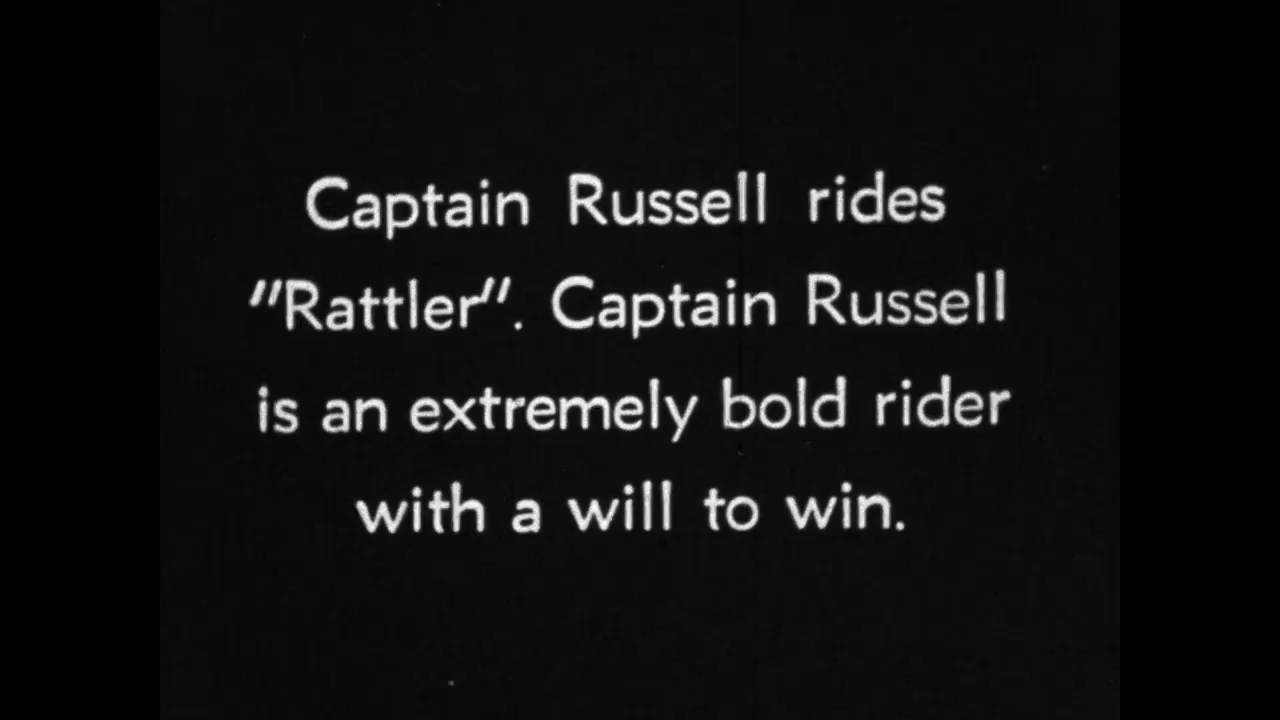 Captain Russell rides
"Rattler". Captain Russell
is an extremely bold rider
with a will to win.